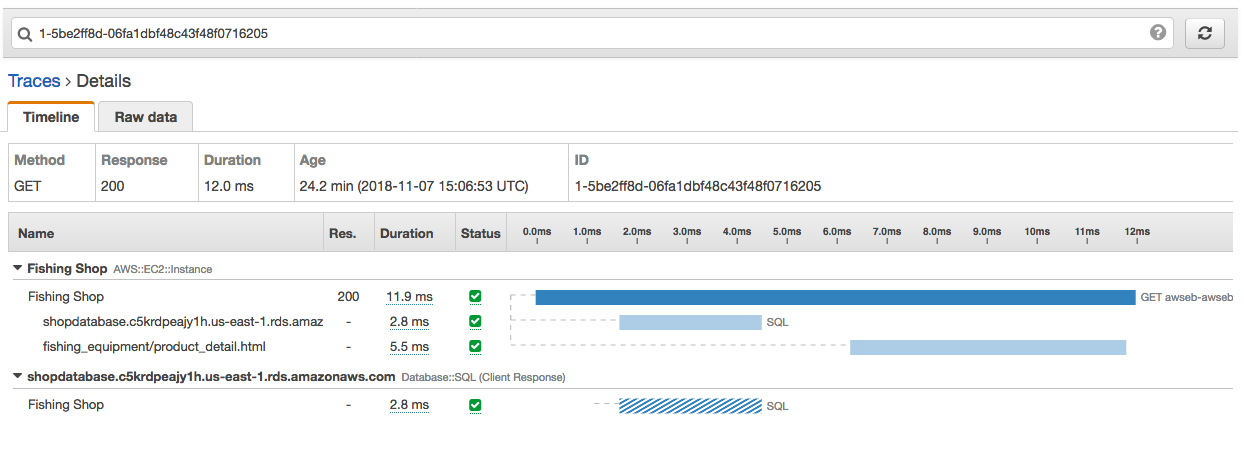 1-5be2ff8d-06fa1dbf48c43f48f0716205 ?
Traces > Details
Timeline Raw data
Method Response Duration Age ID
GET 200 12.0 ms 24.2 min (2018-11-07 15:06:53 UTC) 1-5be2ff8d-06fa1dbf48c43f48f0716205
Name Res. Duration Status 0.0ms 1.0ms 2.0ms 3.0ms 4.0ms 5.0ms 6.0ms 7.0ms 8.0ms 9.0ms 10ms 11ms 12ms
Fishing Shop AWS::EC2::Instance
Fishing Shop 200 11.9 ms GET awseb-awseb
shopdatabase.c5krdpeajy1h.us-east-1.rds.amaz - 2.8 ms SQL
fishing_equipment/product_detail.html - 5.5 ms
shopdatabase.c5krdpeajy1h.us-east-1.rds.amazonaws.com Database::SQL (Client Response)
Fishing Shop - 2.8 ms SQL